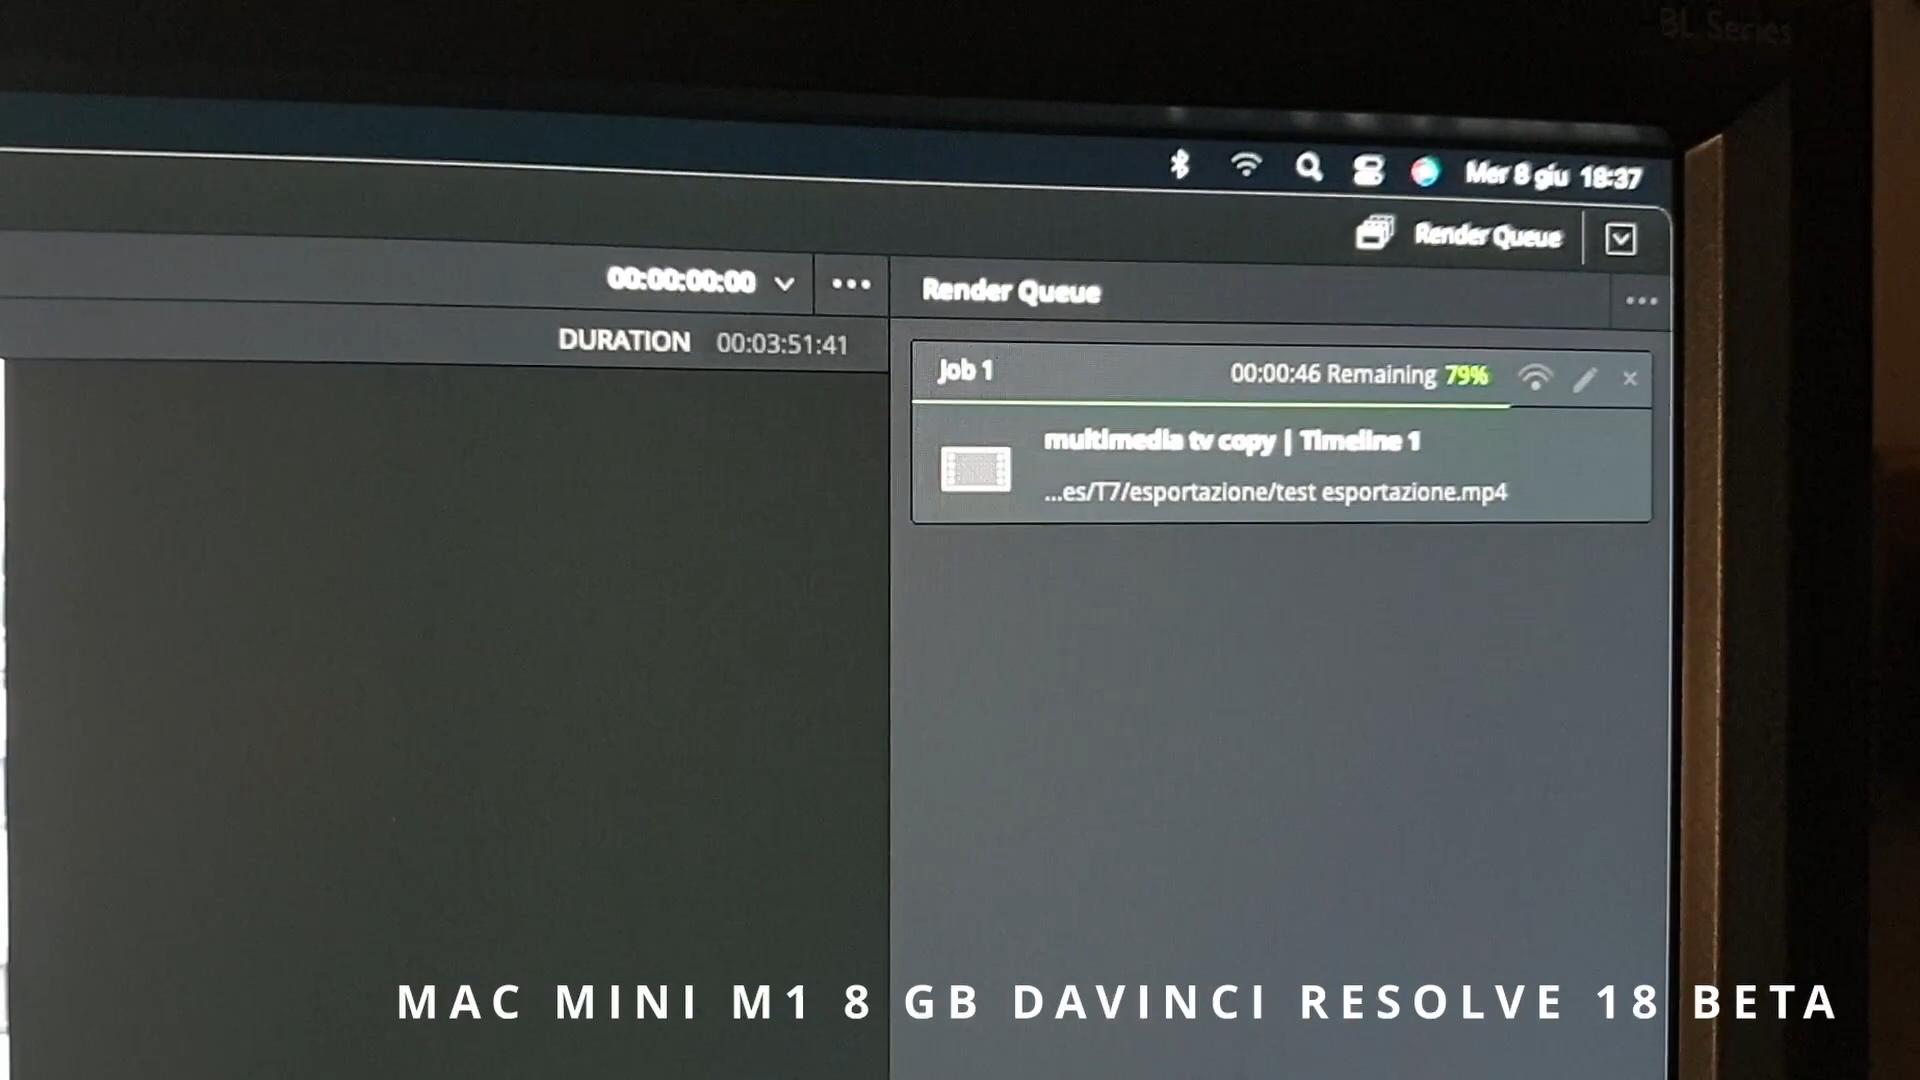 BL Series
Mer 8 giu 18:37
Render Queue
00:00:00:00
Render Queue
DURATION 00:03:51:41
Job 1 00:00:46 Remaining 79%
multimedia tv copy | Timeline 1
...es/T7/esportazione/test esportazione.mp4
MAC MINI M1 8 GB DAVINCI RESOLVE 18 BETA